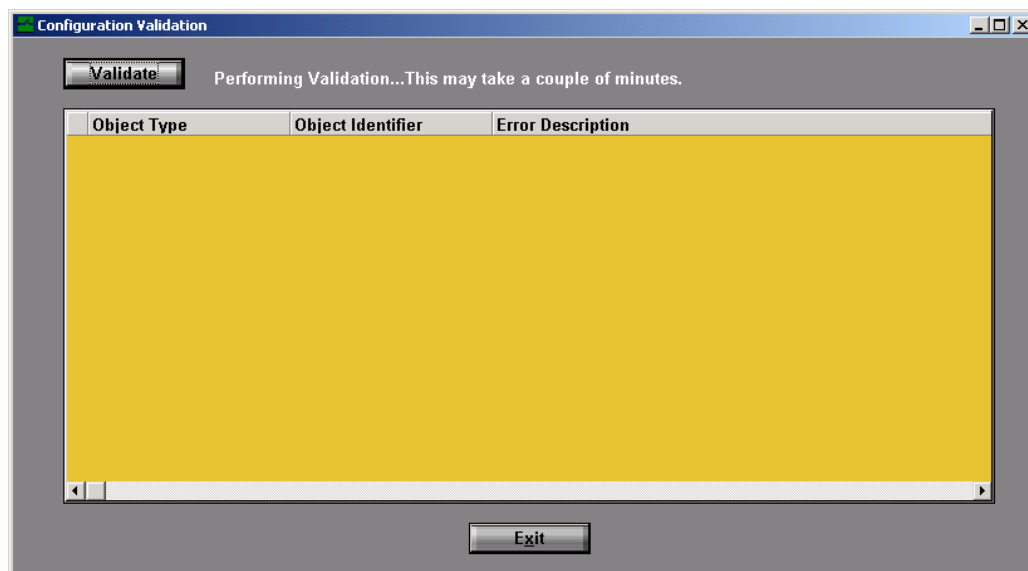 Configuration Validation
Validate
Performing Validation...This may take a couple of minutes.
Object Type Object Identifier Error Description
Exit